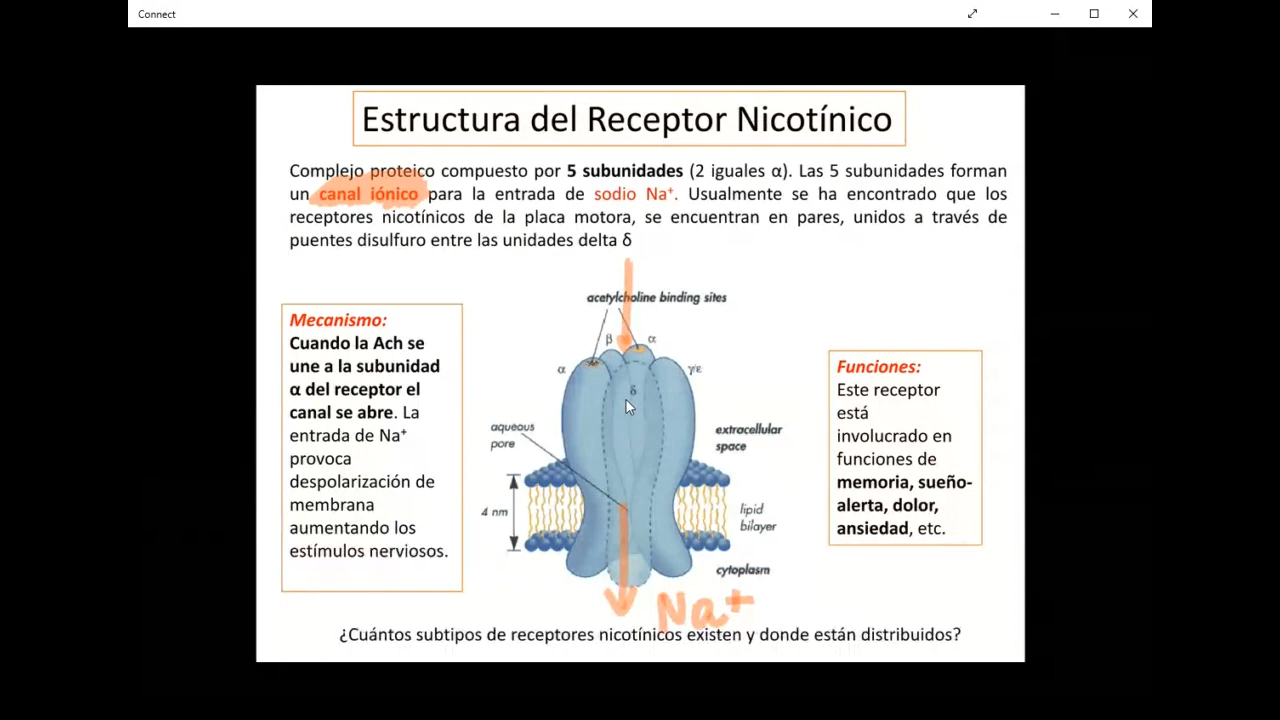 Connect
Estructura del Receptor Nicotínico
Complejo proteico compuesto por 5 subunidades (2 iguales α). Las 5 subunidades forman
un canal iónico para la entrada de sodio Na⁺. Usualmente se ha encontrado que los
receptores nicotínicos de la placa motora, se encuentran en pares, unidos a través de
puentes disulfuro entre las unidades delta δ
Mecanismo:
Cuando la Ach se
une a la subunidad
α del receptor el
canal se abre. La
entrada de Na⁺
provoca
despolarización de
membrana
aumentando los
estímulos nerviosos.
acetylcholine binding sites
β
α
α
γ/ε
δ
aqueous
pore
extracellular
space
4 nm
lipid
bilayer
cytoplasm
Na⁺
Funciones:
Este receptor
está
involucrado en
funciones de
memoria, sueño-
alerta, dolor,
ansiedad, etc.
¿Cuántos subtipos de receptores nicotínicos existen y donde están distribuidos?